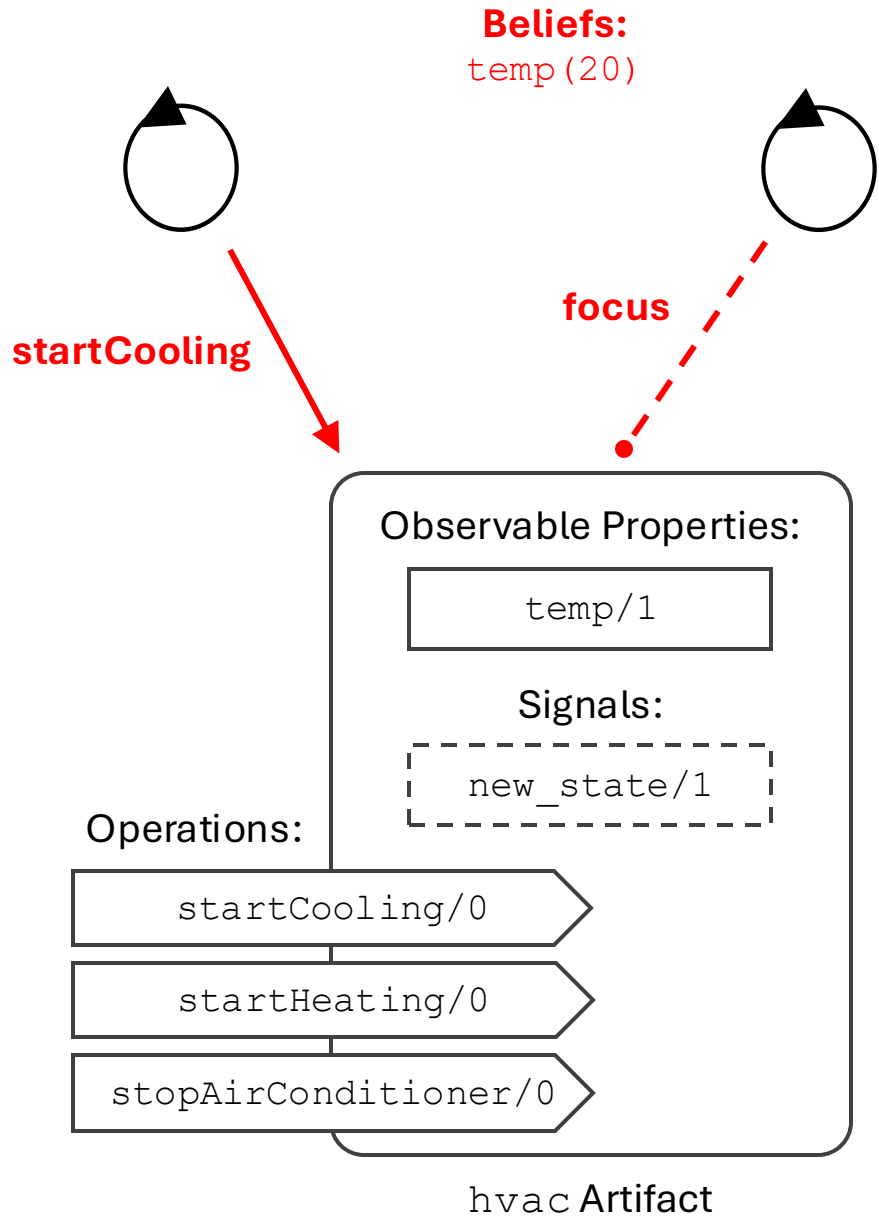 Beliefs:
temp(20)
focus
startCooling
Observable Properties:
temp/1
Signals:
new_state/1
Operations:
startCooling/0
startHeating/0
stopAirConditioner/0
hvac Artifact